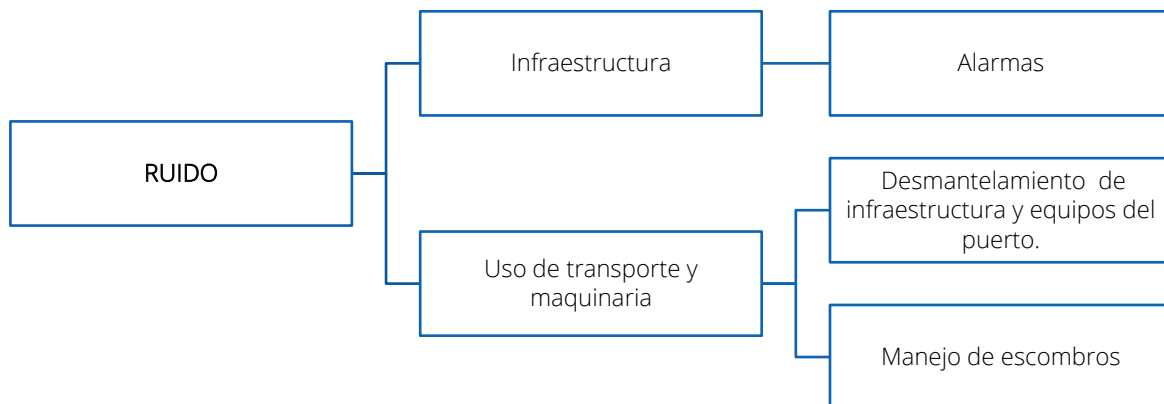 RUIDO
Infraestructura
Alarmas
Uso de transporte y
maquinaria
Desmantelamiento de
infraestructura y equipos del
puerto.
Manejo de escombros